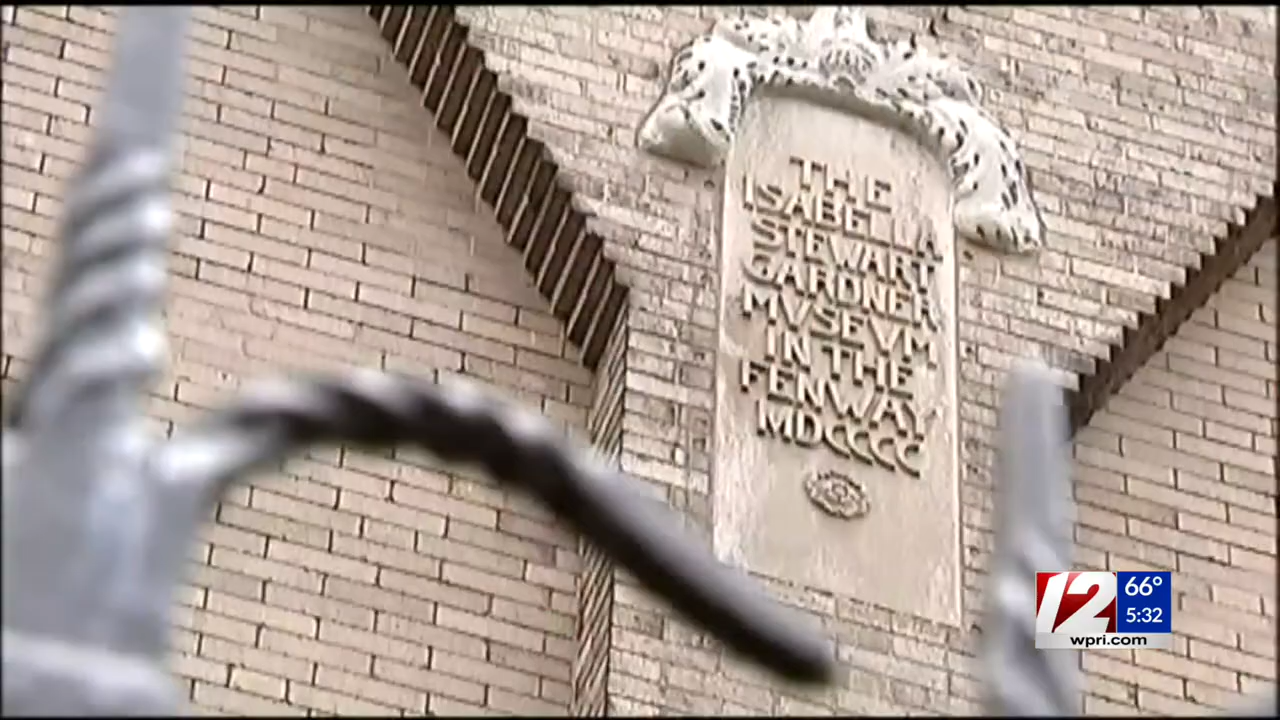 THE
ISABELLA
STEWART
GARDNER
MVSEVM
IN THE
FENWAY
MDCCCC
12
66°
5:32
wpri.com